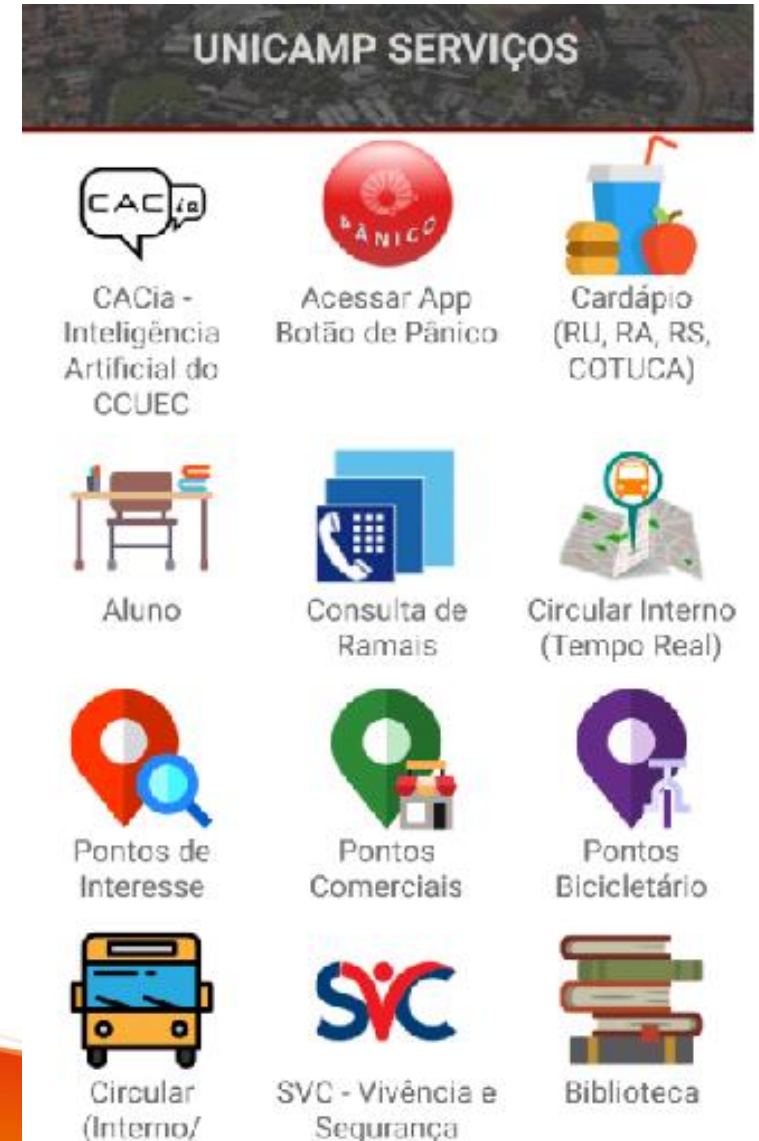 UNICAMP SERVIÇOS
CAC ia
PÂNICO
CACia -
Inteligência
Artificial do
CCUEC
Acessar App
Botão de Pânico
Cardápio
(RU, RA, RS,
COTUCA)
Aluno
Consulta de
Ramais
Circular Interno
(Tempo Real)
Pontos de
Interesse
Pontos
Comerciais
Pontos
Bicicletário
SVC
Circular
(Interno/
SVC - Vivência e
Segurança
Biblioteca